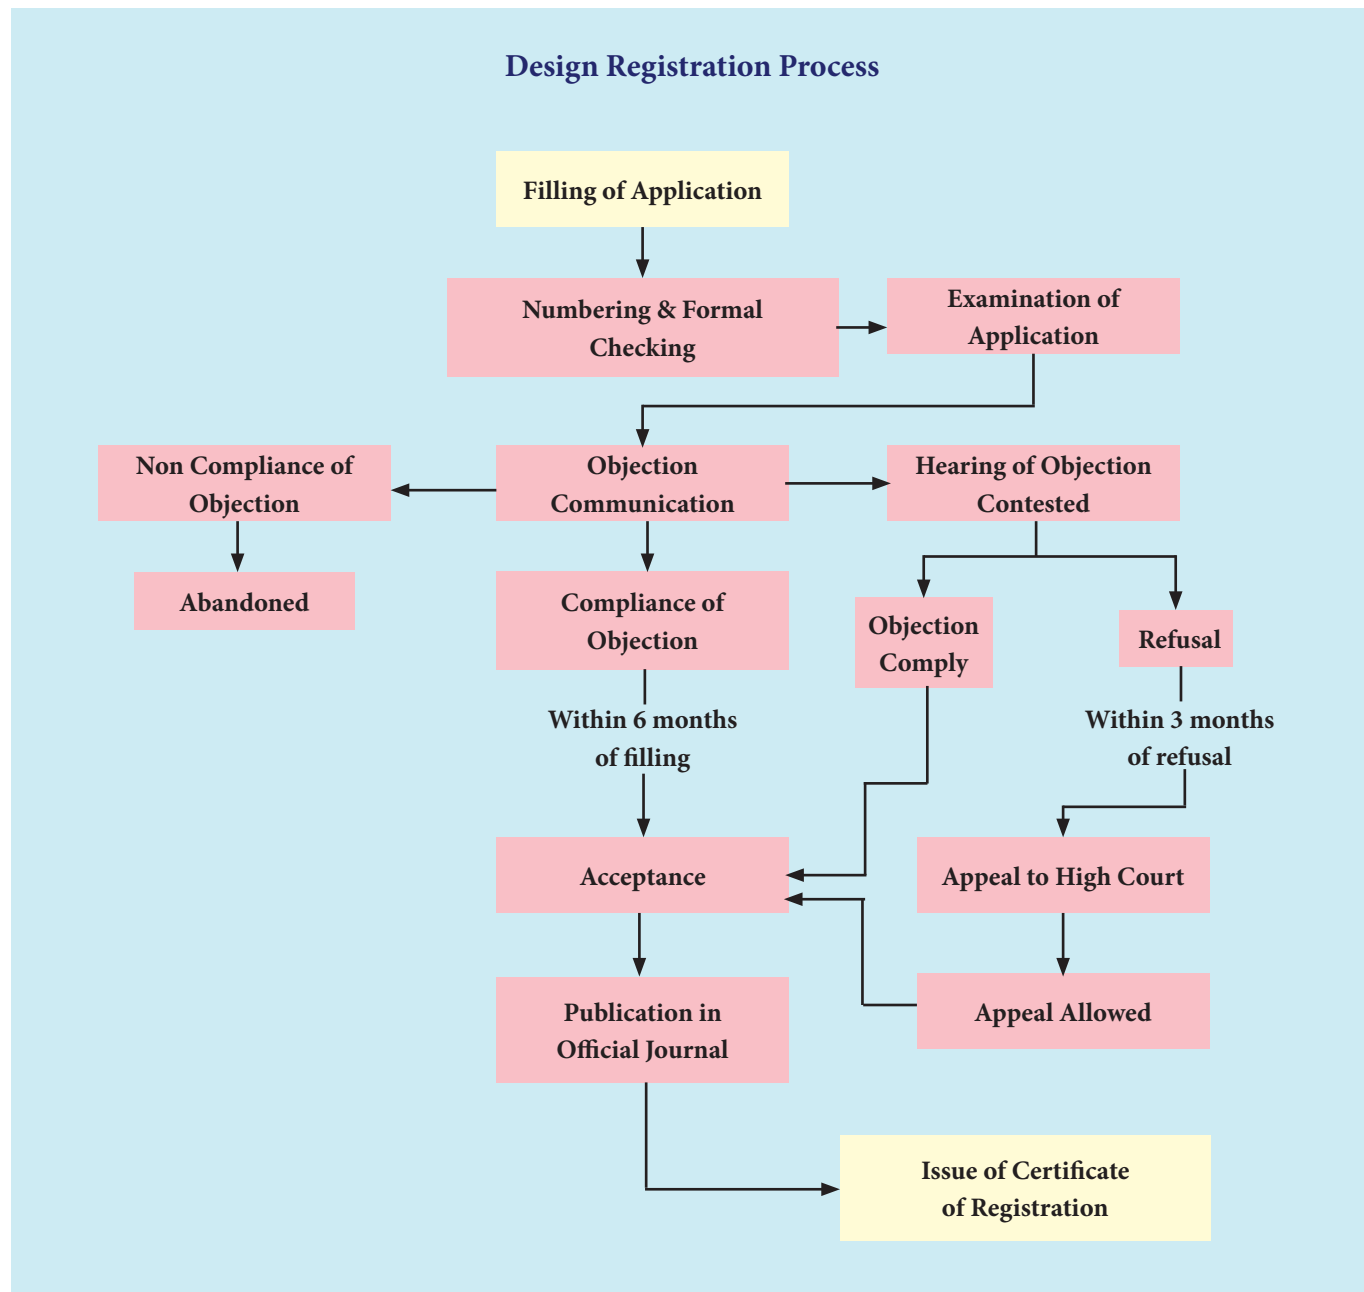 Design Registration Process
Filling of Application
Numbering & Formal
Checking
Examination of
Application
Non Compliance of
Objection
Objection
Communication
Hearing of Objection
Contested
Abandoned
Compliance of
Objection
Objection
Comply
Refusal
Within 6 months
of filling
Within 3 months
of refusal
Acceptance
Appeal to High Court
Publication in
Official Journal
Appeal Allowed
Issue of Certificate
of Registration